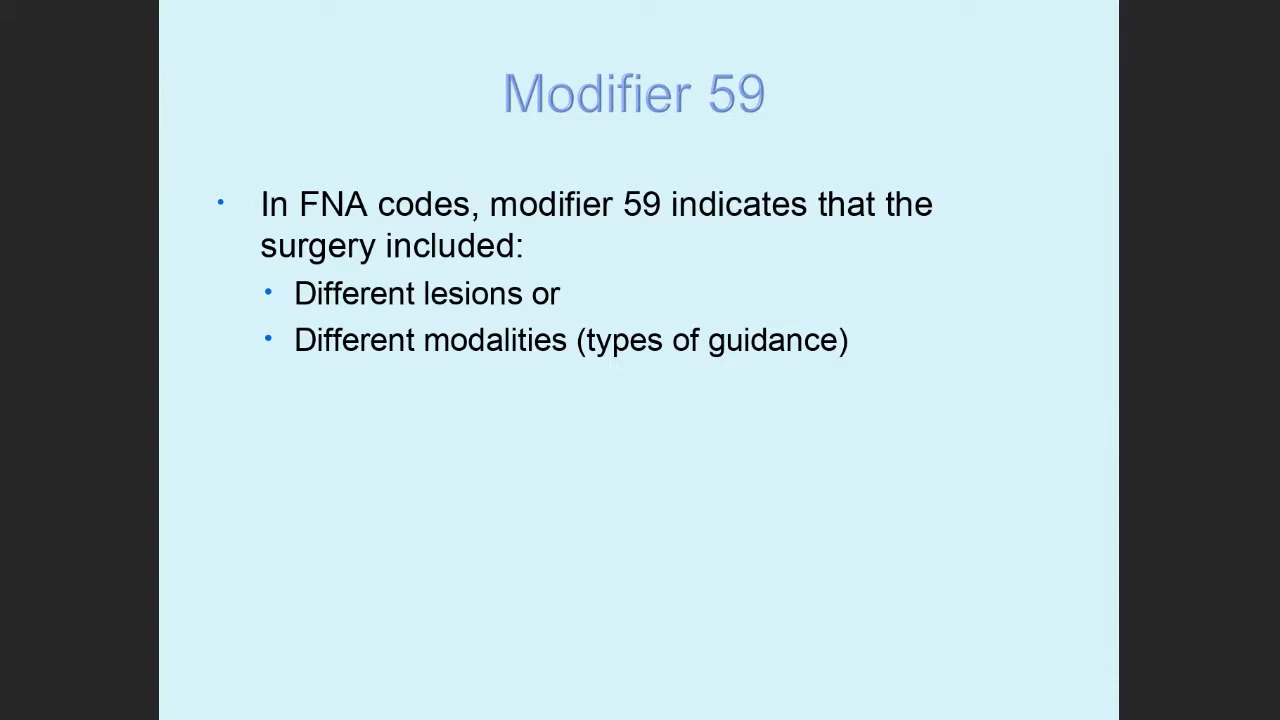 Modifier 59
• In FNA codes, modifier 59 indicates that the
surgery included:
• Different lesions or
• Different modalities (types of guidance)